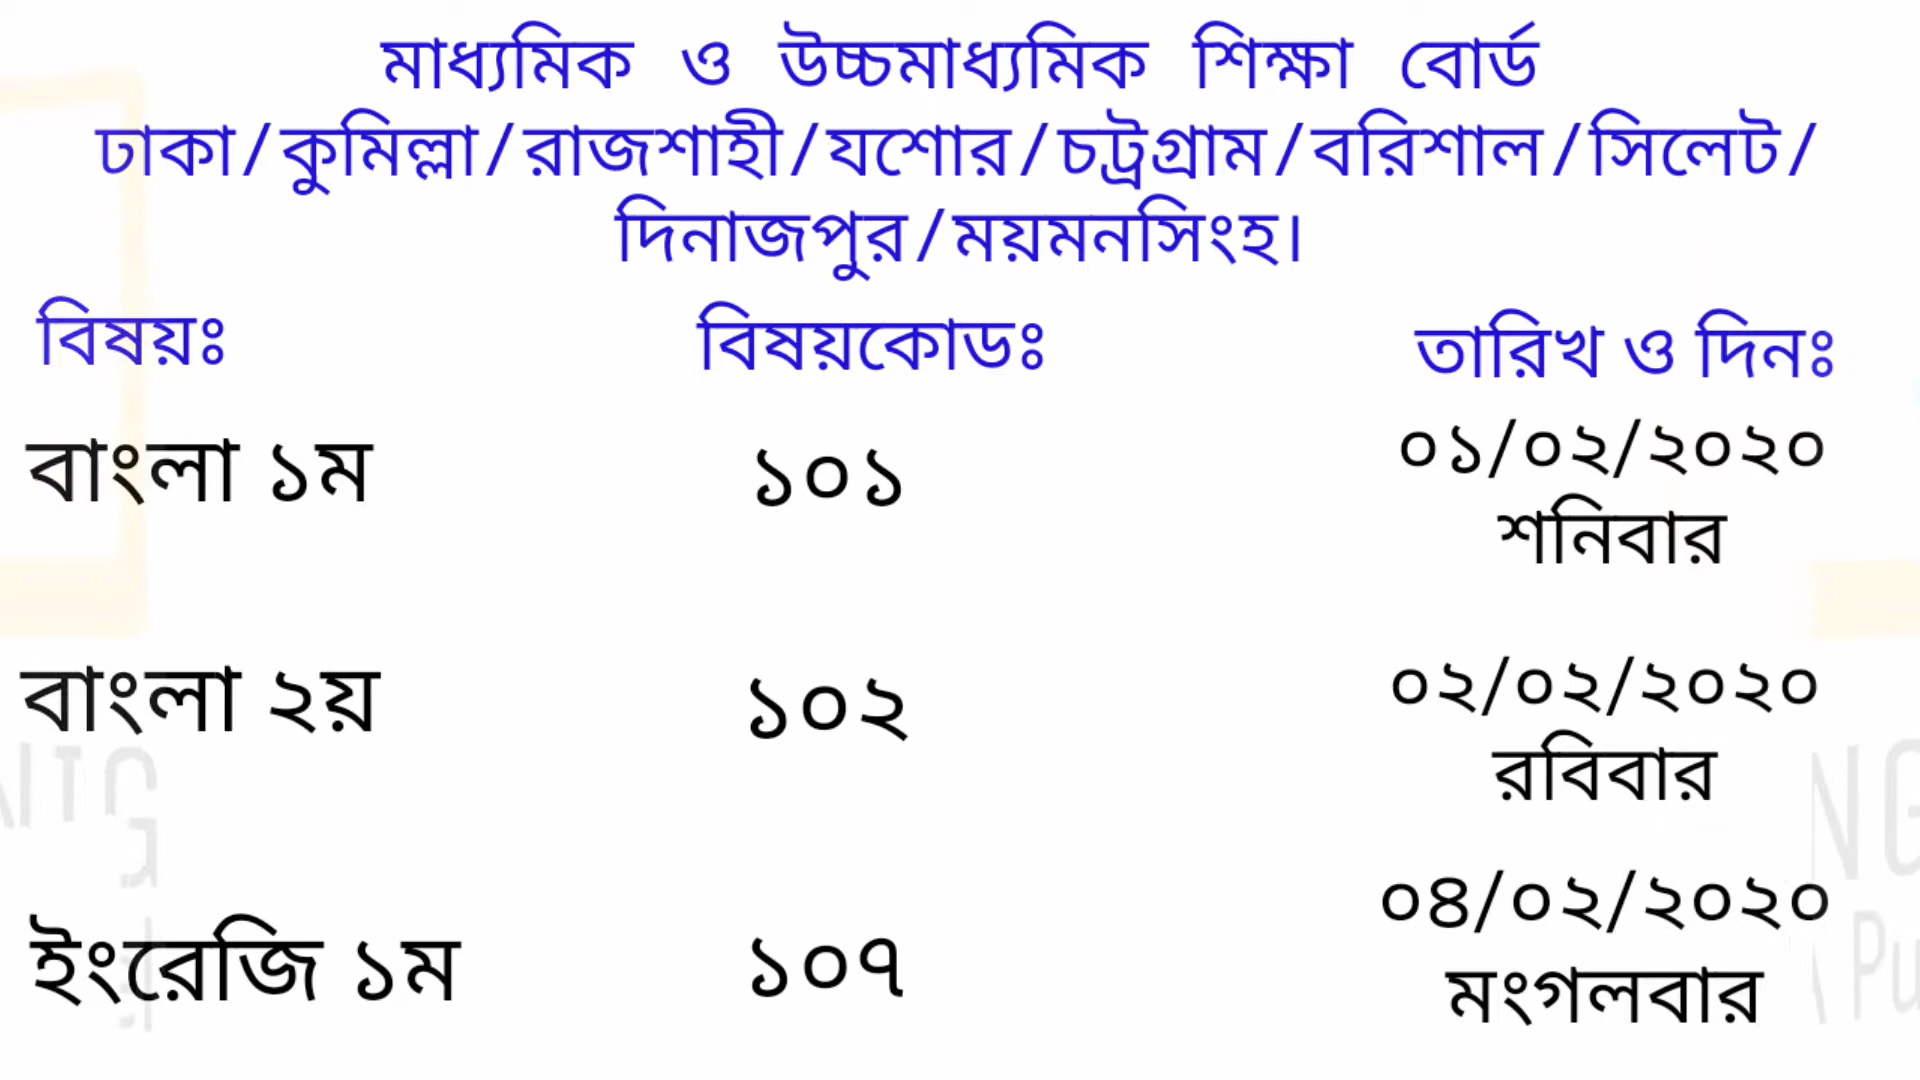 মাধ্যমিক ও উচ্চমাধ্যমিক শিক্ষা বোর্ড
ঢাকা/কুমিল্লা/রাজশাহী/যশোর/চট্রগ্রাম/বরিশাল/সিলেট/
দিনাজপুর/ময়মনসিংহ।
বিষয়ঃ বিষয়কোডঃ তারিখ ও দিনঃ
বাংলা ১ম ১০১ ০১/০২/২০২০
শনিবার
বাংলা ২য় ১০২ ০২/০২/২০২০
রবিবার
ইংরেজি ১ম ১০৭ ০৪/০২/২০২০
মংগলবার